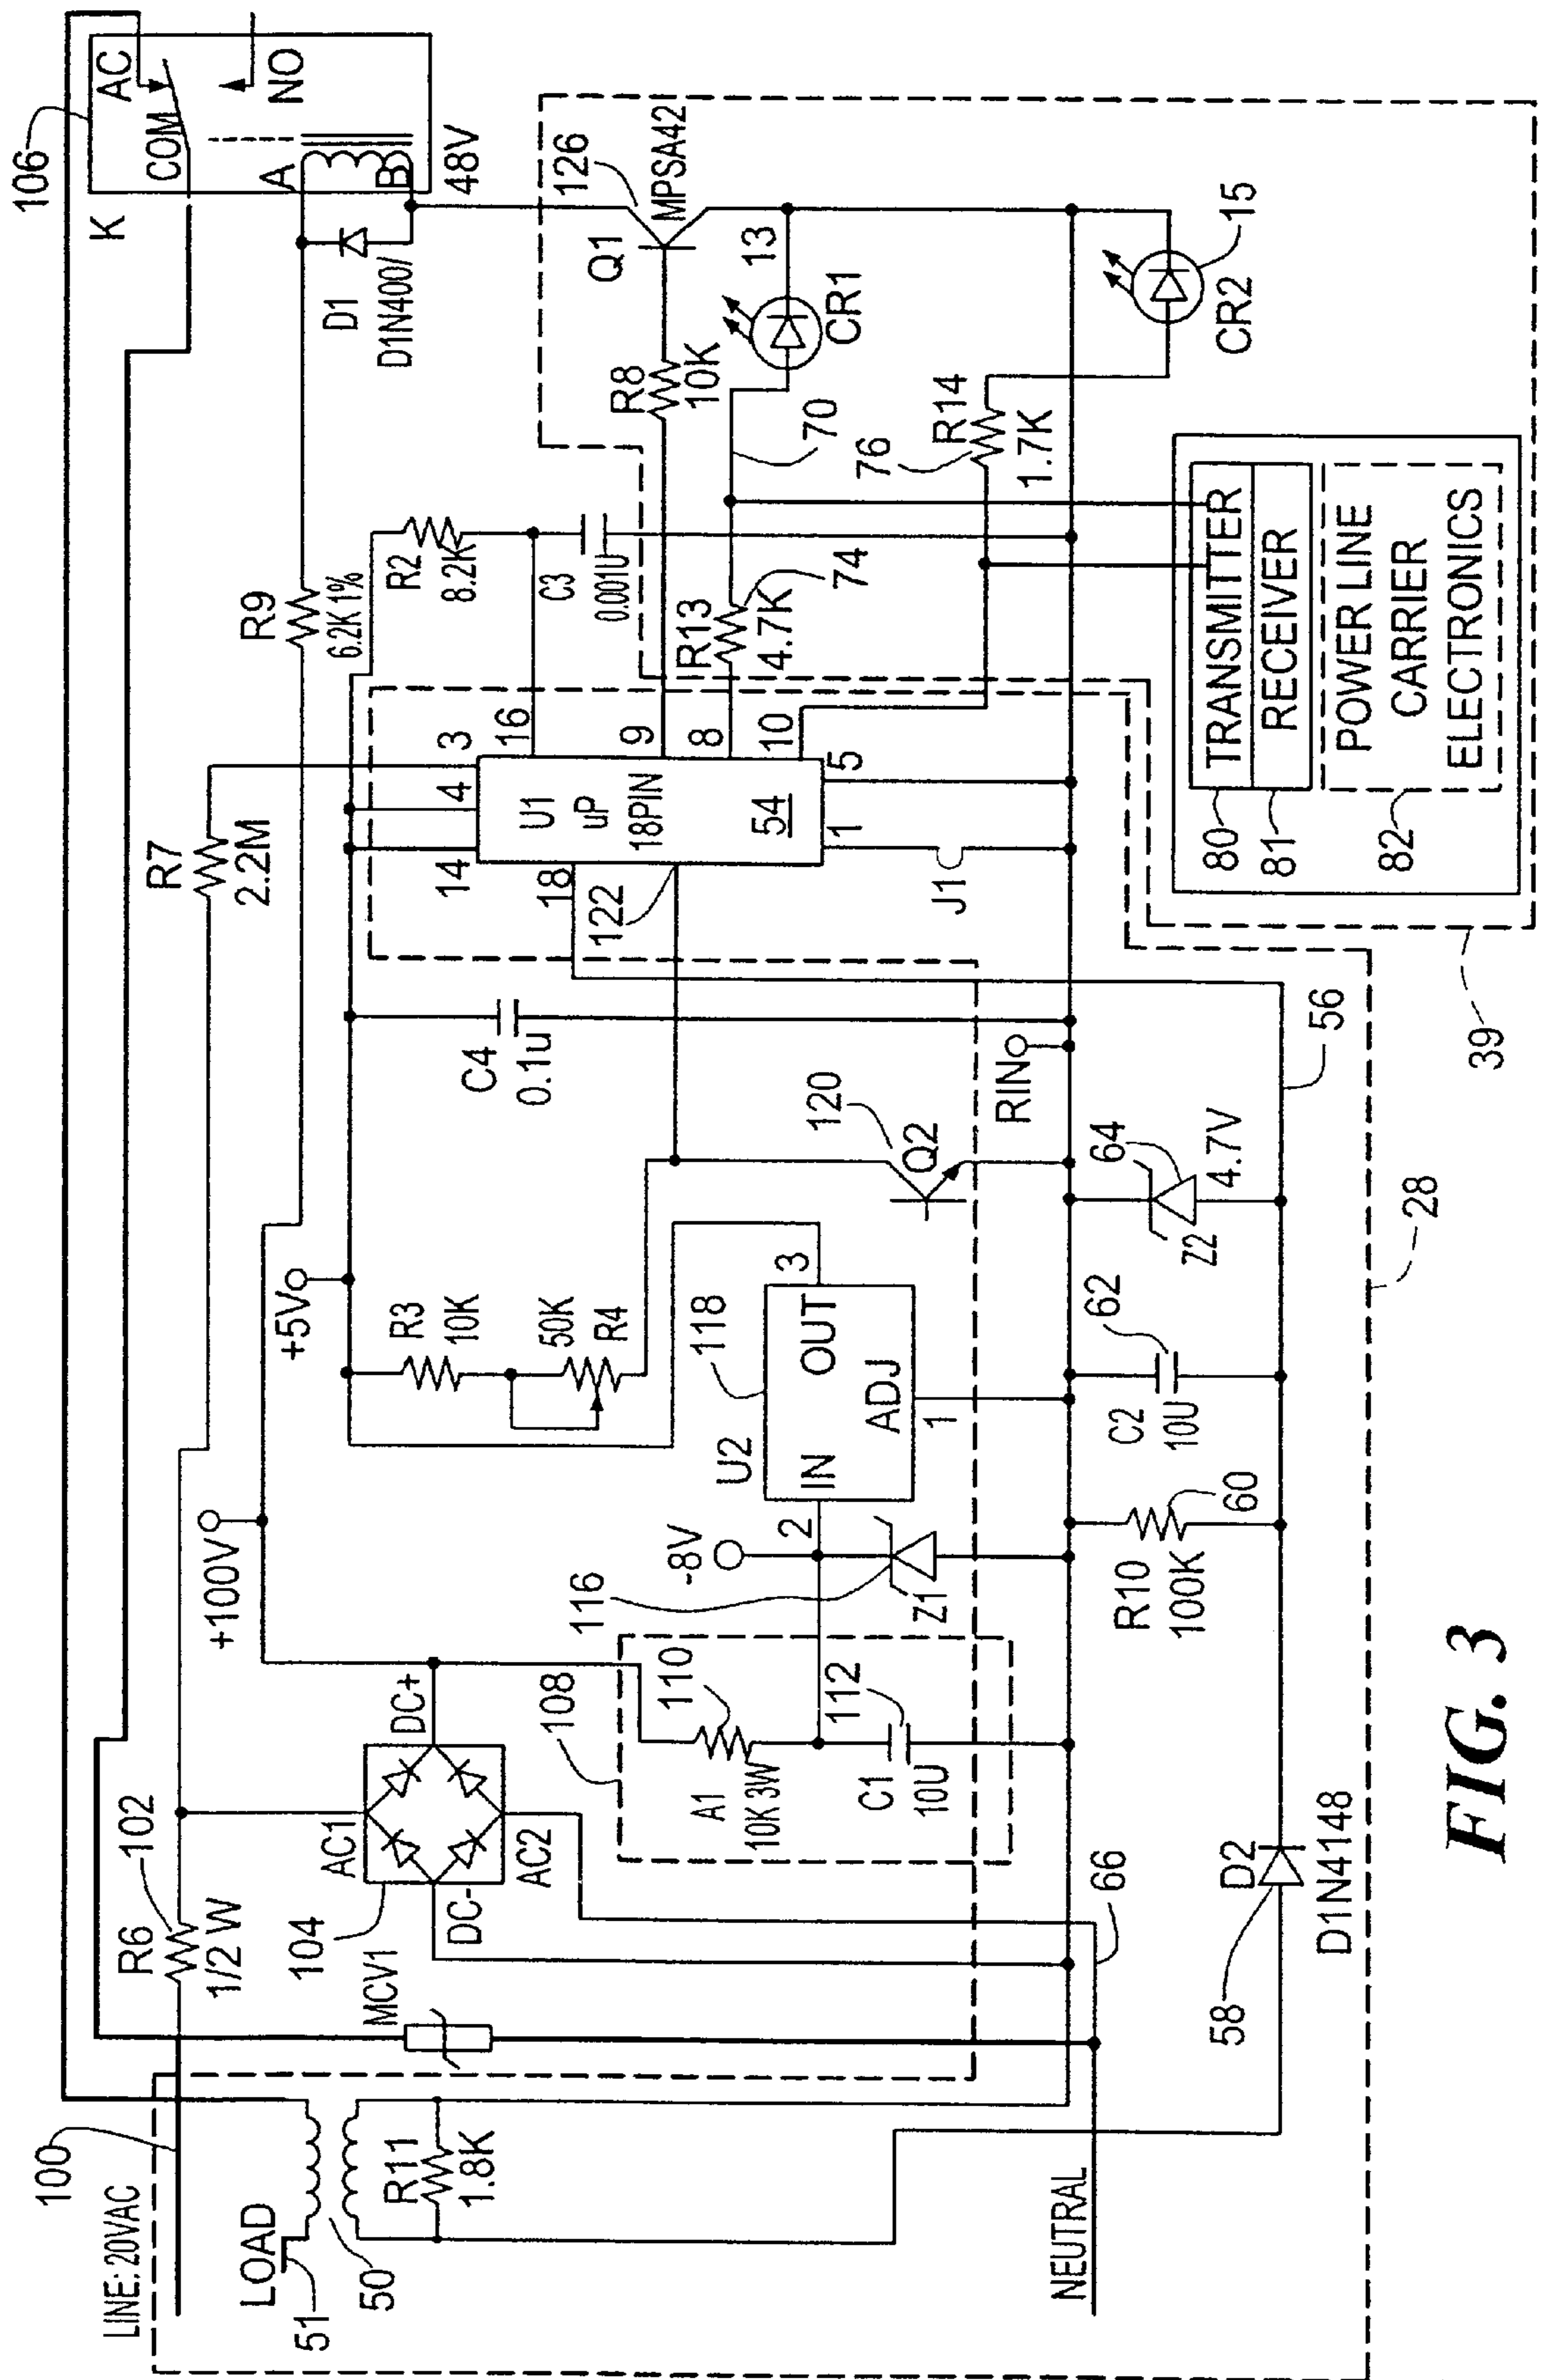 106
K
AC
COM
NO
A
B
48V
D1
D1N400/
126
Q1
MPSA42
13
CR1
15
CR2
R8
10K
70
76
R14
1.7K
R9
6.2K 1%
R2
8.2K
C3
0.001U
R13
4.7K
74
TRANSMITTER
RECEIVER
POWER LINE
CARRIER
ELECTRONICS
80
81
82
39
R7
2.2M
3
4
14
16
9
8
10
5
1
18
U1
uP
18PIN
54
122
J1
C4
0.1u
RIN
56
120
Q2
64
4.7V
Z2
28
+5V
R3
10K
50K
R4
118
U2
IN
OUT
ADJ
3
2
1
62
C2
10U
60
R10
100K
+100V
-8V
116
Z1
108
110
A1
10K 3W
112
C1
10U
102
R6
1/2 W
104
AC1
AC2
DC+
DC-
MCV1
66
D2
D1N4148
58
100
LINE: 20VAC
LOAD
51
50
R11
1.8K
NEUTRAL
FIG. 3